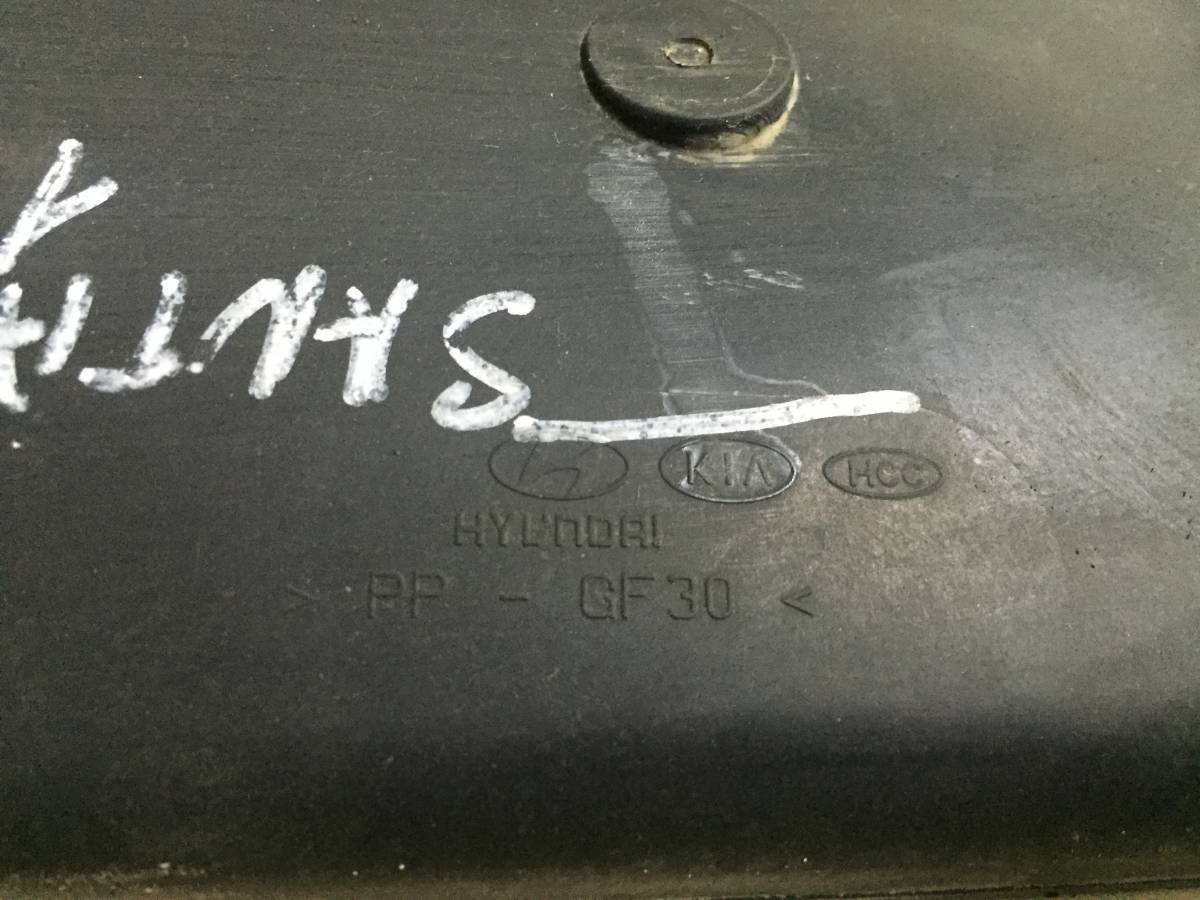 SANTA
KIA HCC
HYUNDAI
> PP - GF30 <